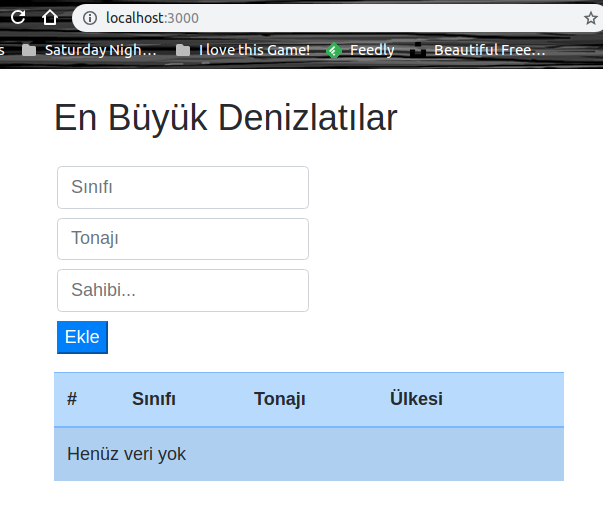 localhost:3000
s Saturday Nigh... I love this Game! Feedly Beautiful Free...
En Büyük Denizlatılar
Sınıfı
Tonajı
Sahibi...
Ekle
# Sınıfı Tonajı Ülkesi
Henüz veri yok